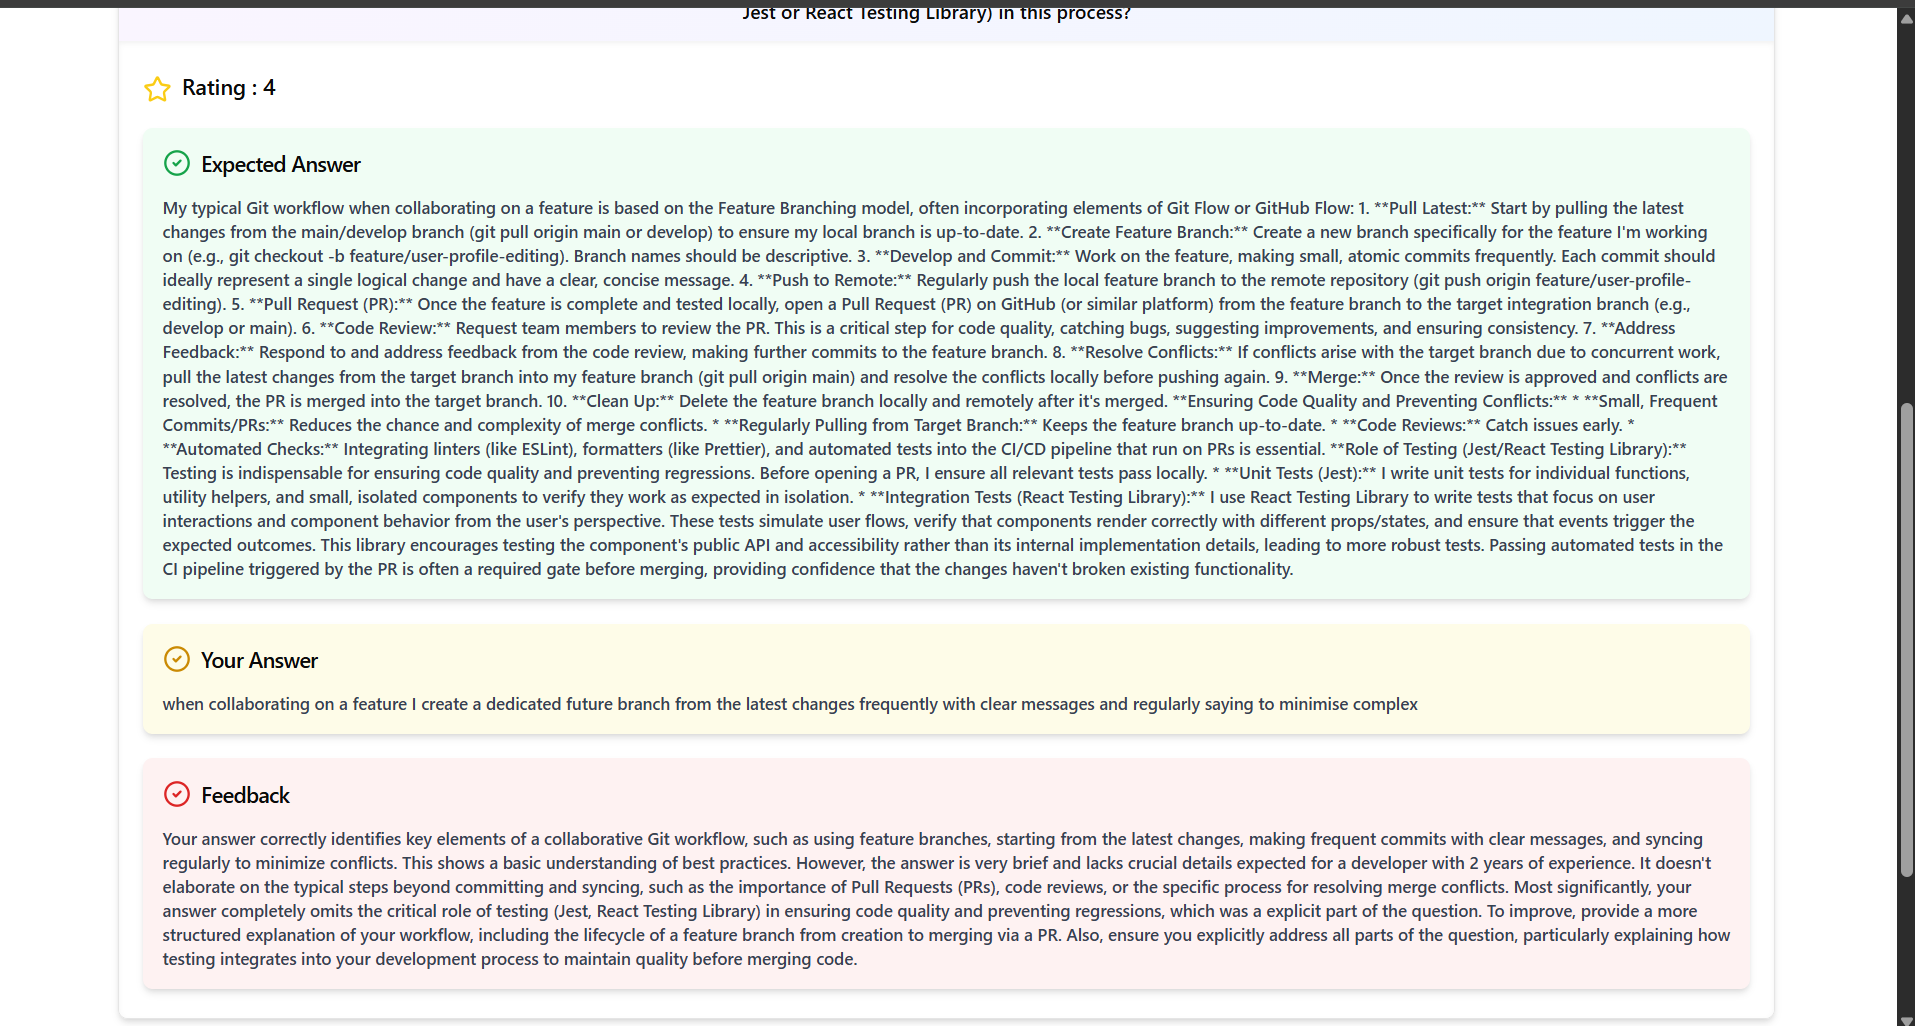 Jest or React Testing Library) in this process?
Rating : 4
Expected Answer
My typical Git workflow when collaborating on a feature is based on the Feature Branching model, often incorporating elements of Git Flow or GitHub Flow: 1. **Pull Latest:** Start by pulling the latest
changes from the main/develop branch (git pull origin main or develop) to ensure my local branch is up-to-date. 2. **Create Feature Branch:** Create a new branch specifically for the feature I'm working
on (e.g., git checkout -b feature/user-profile-editing). Branch names should be descriptive. 3. **Develop and Commit:** Work on the feature, making small, atomic commits frequently. Each commit should
ideally represent a single logical change and have a clear, concise message. 4. **Push to Remote:** Regularly push the local feature branch to the remote repository (git push origin feature/user-profile-
editing). 5. **Pull Request (PR):** Once the feature is complete and tested locally, open a Pull Request (PR) on GitHub (or similar platform) from the feature branch to the target integration branch (e.g.,
develop or main). 6. **Code Review:** Request team members to review the PR. This is a critical step for code quality, catching bugs, suggesting improvements, and ensuring consistency. 7. **Address
Feedback:** Respond to and address feedback from the code review, making further commits to the feature branch. 8. **Resolve Conflicts:** If conflicts arise with the target branch due to concurrent work,
pull the latest changes from the target branch into my feature branch (git pull origin main) and resolve the conflicts locally before pushing again. 9. **Merge:** Once the review is approved and conflicts are
resolved, the PR is merged into the target branch. 10. **Clean Up:** Delete the feature branch locally and remotely after it's merged. **Ensuring Code Quality and Preventing Conflicts:** * **Small, Frequent
Commits/PRs:** Reduces the chance and complexity of merge conflicts. * **Regularly Pulling from Target Branch:** Keeps the feature branch up-to-date. * **Code Reviews:** Catch issues early. *
**Automated Checks:** Integrating linters (like ESLint), formatters (like Prettier), and automated tests into the CI/CD pipeline that run on PRs is essential. **Role of Testing (Jest/React Testing Library):**
Testing is indispensable for ensuring code quality and preventing regressions. Before opening a PR, I ensure all relevant tests pass locally. * **Unit Tests (Jest):** I write unit tests for individual functions,
utility helpers, and small, isolated components to verify they work as expected in isolation. * **Integration Tests (React Testing Library):** I use React Testing Library to write tests that focus on user
interactions and component behavior from the user's perspective. These tests simulate user flows, verify that components render correctly with different props/states, and ensure that events trigger the
expected outcomes. This library encourages testing the component's public API and accessibility rather than its internal implementation details, leading to more robust tests. Passing automated tests in the
CI pipeline triggered by the PR is often a required gate before merging, providing confidence that the changes haven't broken existing functionality.
Your Answer
when collaborating on a feature I create a dedicated future branch from the latest changes frequently with clear messages and regularly saying to minimise complex
Feedback
Your answer correctly identifies key elements of a collaborative Git workflow, such as using feature branches, starting from the latest changes, making frequent commits with clear messages, and syncing
regularly to minimize conflicts. This shows a basic understanding of best practices. However, the answer is very brief and lacks crucial details expected for a developer with 2 years of experience. It doesn't
elaborate on the typical steps beyond committing and syncing, such as the importance of Pull Requests (PRs), code reviews, or the specific process for resolving merge conflicts. Most significantly, your
answer completely omits the critical role of testing (Jest, React Testing Library) in ensuring code quality and preventing regressions, which was a explicit part of the question. To improve, provide a more
structured explanation of your workflow, including the lifecycle of a feature branch from creation to merging via a PR. Also, ensure you explicitly address all parts of the question, particularly explaining how
testing integrates into your development process to maintain quality before merging code.